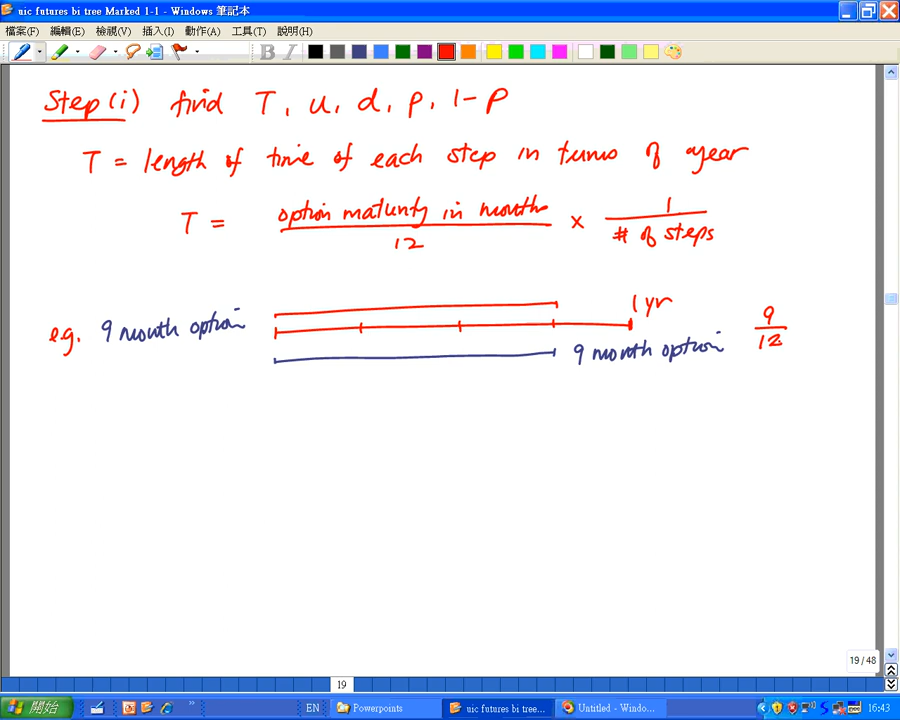 uic futures bi tree Marked 1-1 - Windows 筆記本
檔案(F) 編輯(E) 檢視(V) 插入(I) 動作(A) 工具(T) 說明(H)
B I
Step (i) find T, u, d, p, 1-p
T = length of time of each step in terms of year
T = option maturity in months / 12 × 1 / # of steps
1 yr
e.g. 9 month option
9 month option 9/12
19 / 48
19
開始 EN Powerpoints uic futures bi tree... Untitled - Windo... 16:43